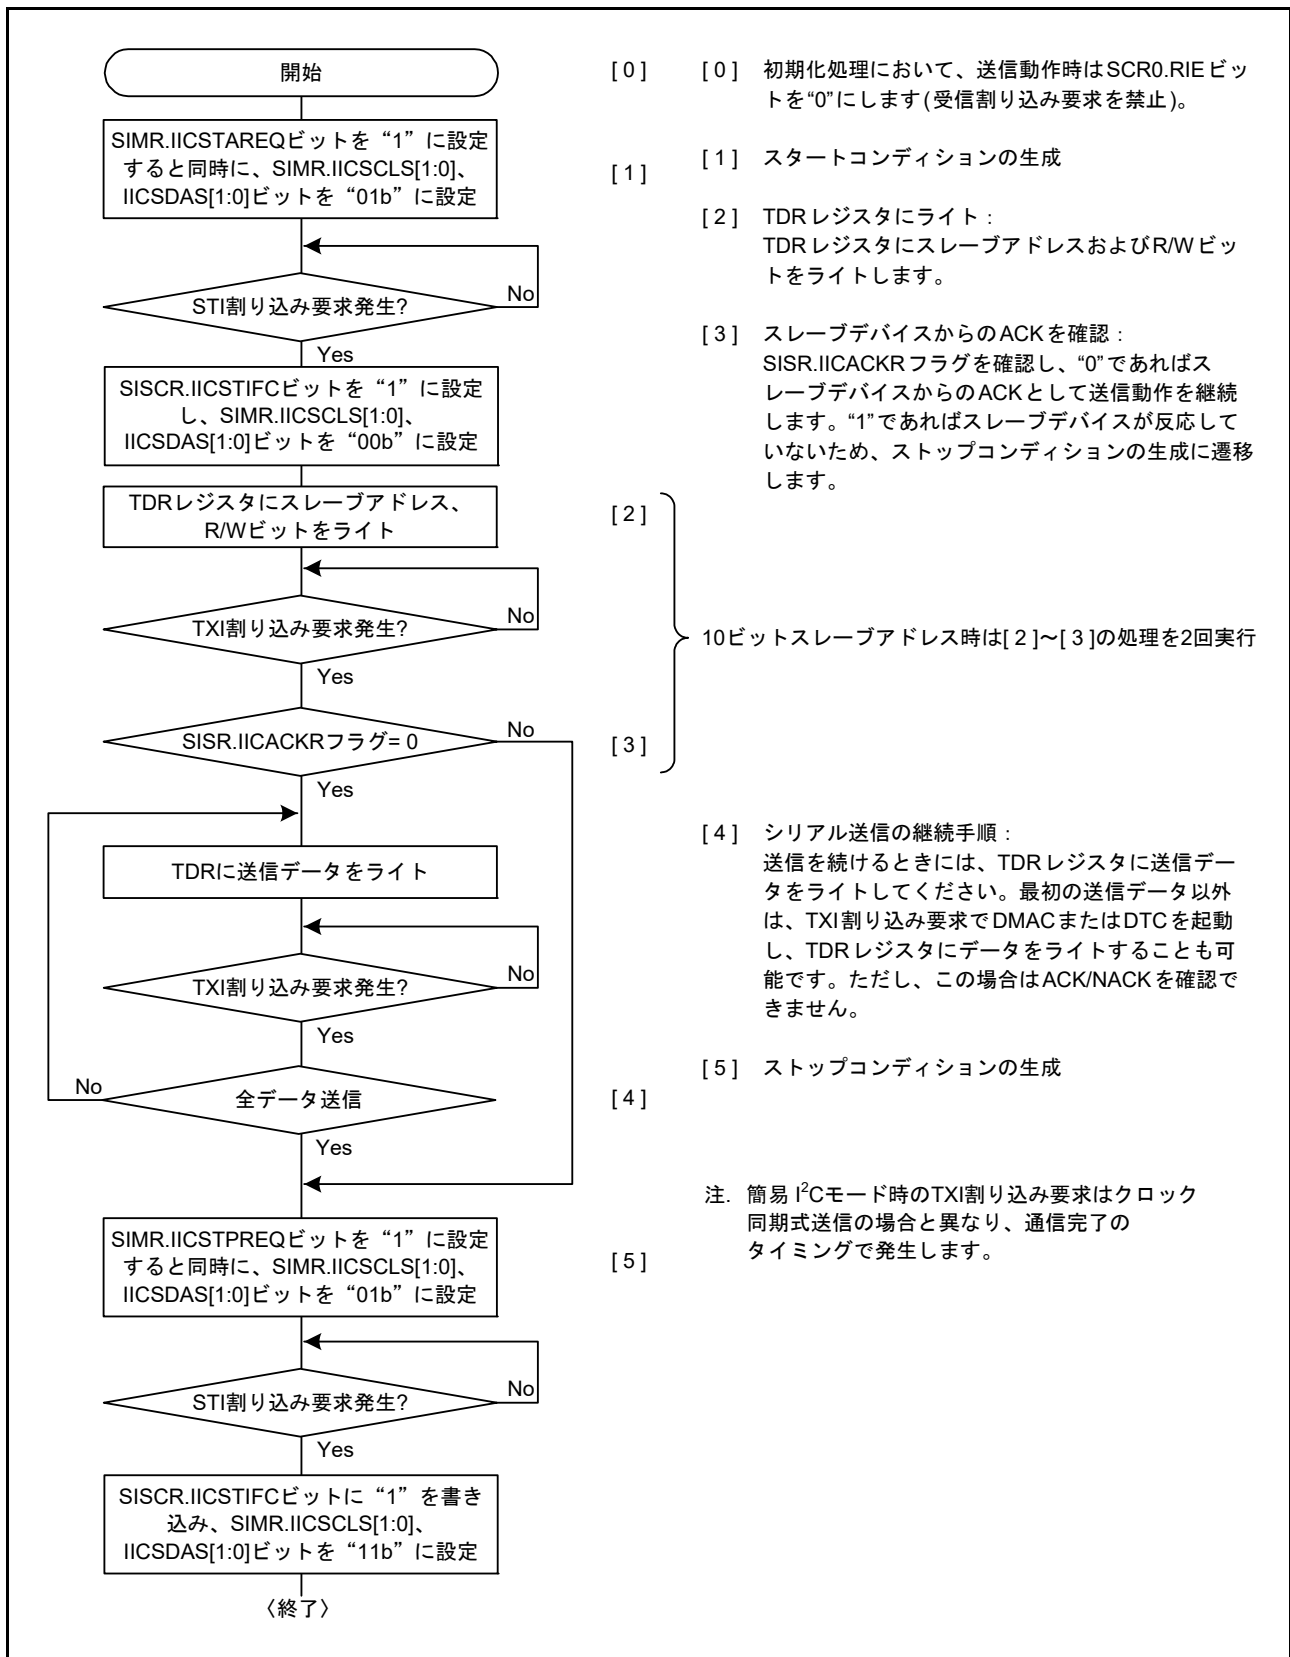 開始
SIMR.IICSTAREQビットを“1”に設定
すると同時に、SIMR.IICSCLS[1:0]、
IICSDAS[1:0]ビットを“01b”に設定
STI割り込み要求発生?
No
Yes
SISCR.IICSTIFCビットを“1”に設定
し、SIMR.IICSCLS[1:0]、
IICSDAS[1:0]ビットを“00b”に設定
TDRレジスタにスレーブアドレス、
R/Wビットをライト
TXI割り込み要求発生?
No
Yes
SISR.IICACKRフラグ= 0
No
Yes
TDRに送信データをライト
TXI割り込み要求発生?
No
Yes
全データ送信
No
Yes
SIMR.IICSTPREQビットを“1”に設定
すると同時に、SIMR.IICSCLS[1:0]、
IICSDAS[1:0]ビットを“01b”に設定
STI割り込み要求発生?
No
Yes
SISCR.IICSTIFCビットに“1”を書き
込み、SIMR.IICSCLS[1:0]、
IICSDAS[1:0]ビットを“11b”に設定
〈終了〉
[ 0 ]
[ 1 ]
[ 2 ]
[ 3 ]
[ 4 ]
[ 5 ]
10ビットスレーブアドレス時は[ 2 ]～[ 3 ]の処理を2回実行
[ 0 ] 初期化処理において、送信動作時はSCR0.RIEビッ
トを“0”にします(受信割り込み要求を禁止)。
[ 1 ] スタートコンディションの生成
[ 2 ] TDRレジスタにライト：
TDRレジスタにスレーブアドレスおよびR/Wビッ
トをライトします。
[ 3 ] スレーブデバイスからのACKを確認：
SISR.IICACKRフラグを確認し、“0”であればス
レーブデバイスからのACKとして送信動作を継続
します。“1”であればスレーブデバイスが反応して
いないため、ストップコンディションの生成に遷移
します。
[ 4 ] シリアル送信の継続手順：
送信を続けるときには、TDRレジスタに送信デー
タをライトしてください。最初の送信データ以外
は、TXI割り込み要求でDMACまたはDTCを起動
し、TDRレジスタにデータをライトすることも可
能です。ただし、この場合はACK/NACKを確認で
きません。
[ 5 ] ストップコンディションの生成
注. 簡易 I²Cモード時のTXI割り込み要求はクロック
同期式送信の場合と異なり、通信完了の
タイミングで発生します。